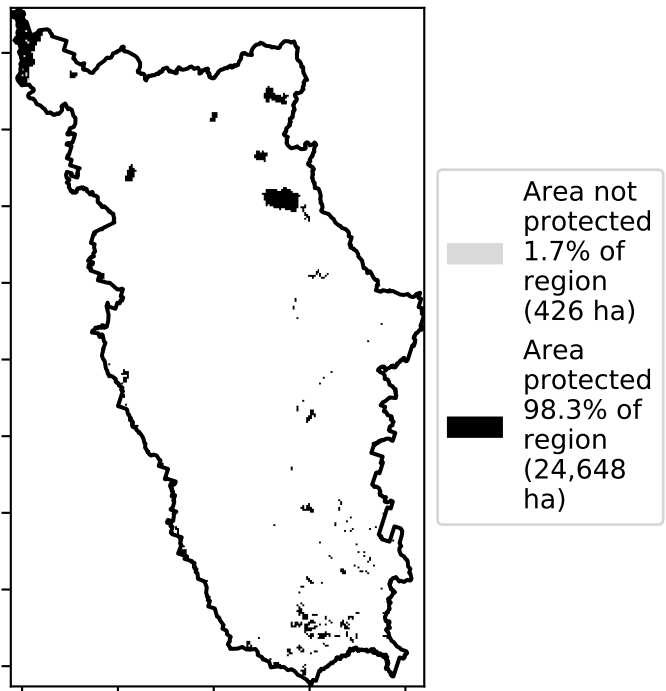 Area not
protected
1.7% of
region
(426 ha)
Area
protected
98.3% of
region
(24,648
ha)